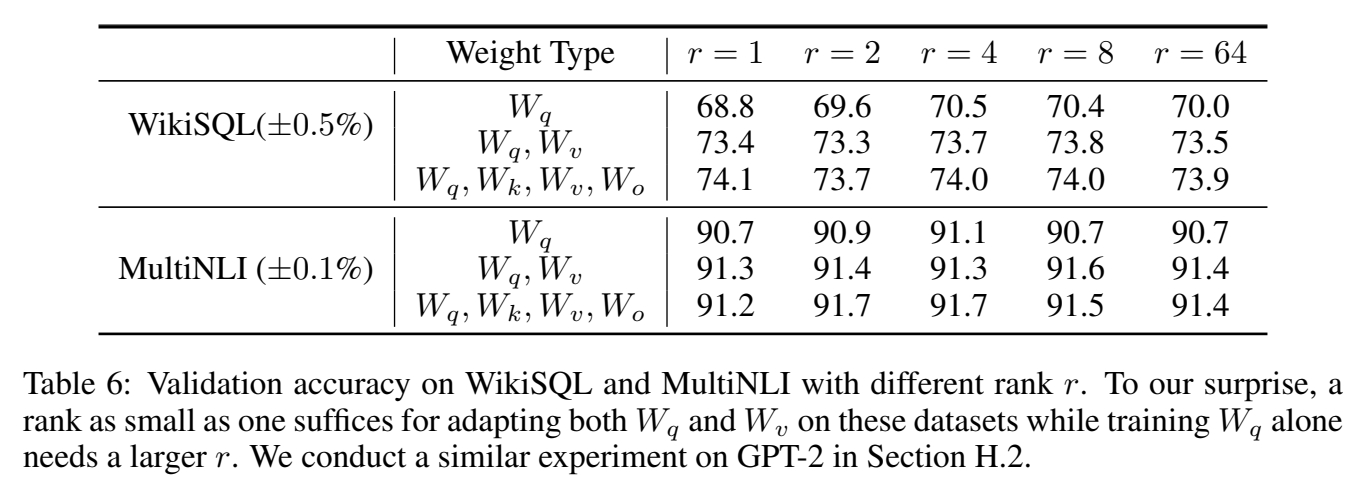 Weight Type r = 1 r = 2 r = 4 r = 8 r = 64
WikiSQL(±0.5%)
W_q 68.8 69.6 70.5 70.4 70.0
W_q, W_v 73.4 73.3 73.7 73.8 73.5
W_q, W_k, W_v, W_o 74.1 73.7 74.0 74.0 73.9
MultiNLI (±0.1%)
W_q 90.7 90.9 91.1 90.7 90.7
W_q, W_v 91.3 91.4 91.3 91.6 91.4
W_q, W_k, W_v, W_o 91.2 91.7 91.7 91.5 91.4
Table 6: Validation accuracy on WikiSQL and MultiNLI with different rank r. To our surprise, a
rank as small as one suffices for adapting both W_q and W_v on these datasets while training W_q alone
needs a larger r. We conduct a similar experiment on GPT-2 in Section H.2.